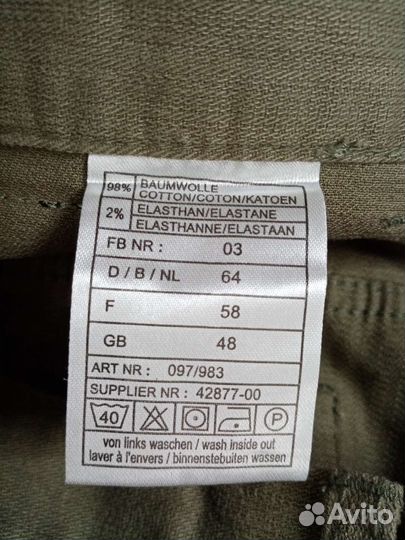 98% BAUMWOLLE
COTTON/COTON/KATOEN
2% ELASTHAN/ELASTANE
ELASTHANNE/ELASTAAN
FB NR : 03
D / B / NL 64
F 58
GB 48
ART NR : 097/983
SUPPLIER NR : 42877-00
40 P
von links waschen / wash inside out
laver à l'envers / binnenstebuiten wassen
Avito